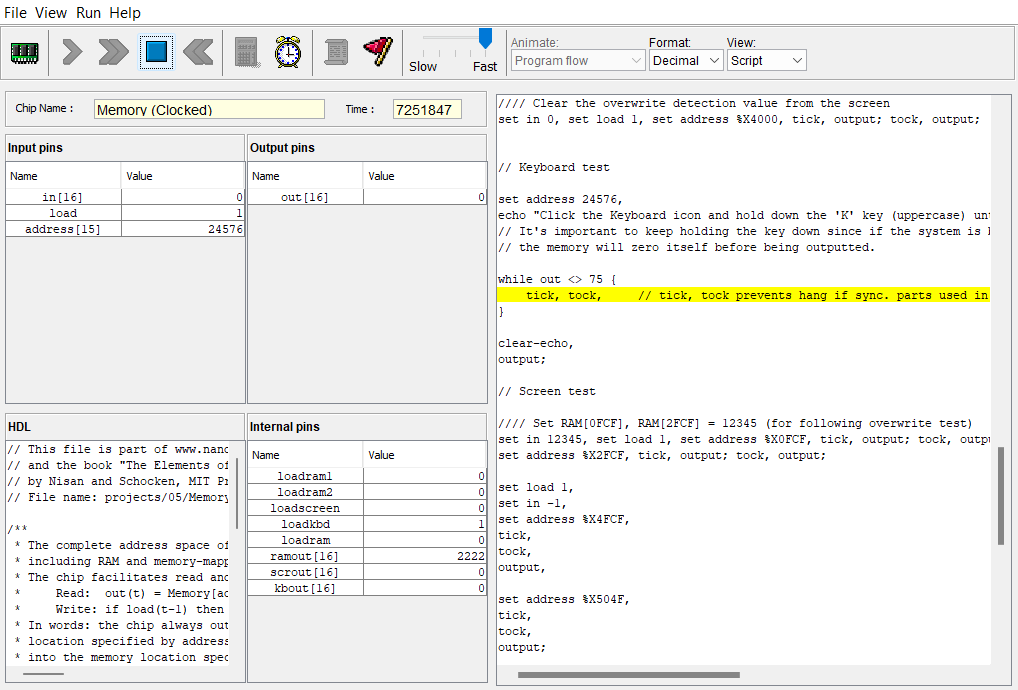 File View Run Help
Slow Fast
Animate:
Program flow
Format:
Decimal
View:
Script
Chip Name :
Memory (Clocked)
Time :
7251847
Input pins
Name Value
in[16] 0
load 1
address[15] 24576
Output pins
Name Value
out[16] 0
HDL
// This file is part of www.nand
// and the book "The Elements of
// by Nisan and Schocken, MIT Pr
// File name: projects/05/Memory
/**
* The complete address space of
* including RAM and memory-mapp
* The chip facilitates read and
* Read: out(t) = Memory[ad
* Write: if load(t-1) then
* In words: the chip always out
* location specified by address
* into the memory location spec
Internal pins
Name Value
loadram1 0
loadram2 0
loadscreen 0
loadkbd 1
loadram 0
ramout[16] 2222
scrout[16] 0
kbout[16] 0
//// Clear the overwrite detection value from the screen
set in 0, set load 1, set address %X4000, tick, output; tock, output;
// Keyboard test
set address 24576,
echo "Click the Keyboard icon and hold down the 'K' key (uppercase) unt
// It's important to keep holding the key down since if the system is b
// the memory will zero itself before being outputted.
while out <> 75 {
tick, tock, // tick, tock prevents hang if sync. parts used in
}
clear-echo,
output;
// Screen test
//// Set RAM[0FCF], RAM[2FCF] = 12345 (for following overwrite test)
set in 12345, set load 1, set address %X0FCF, tick, output; tock, outpu
set address %X2FCF, tick, output; tock, output;
set load 1,
set in -1,
set address %X4FCF,
tick,
tock,
output,
set address %X504F,
tick,
tock,
output;